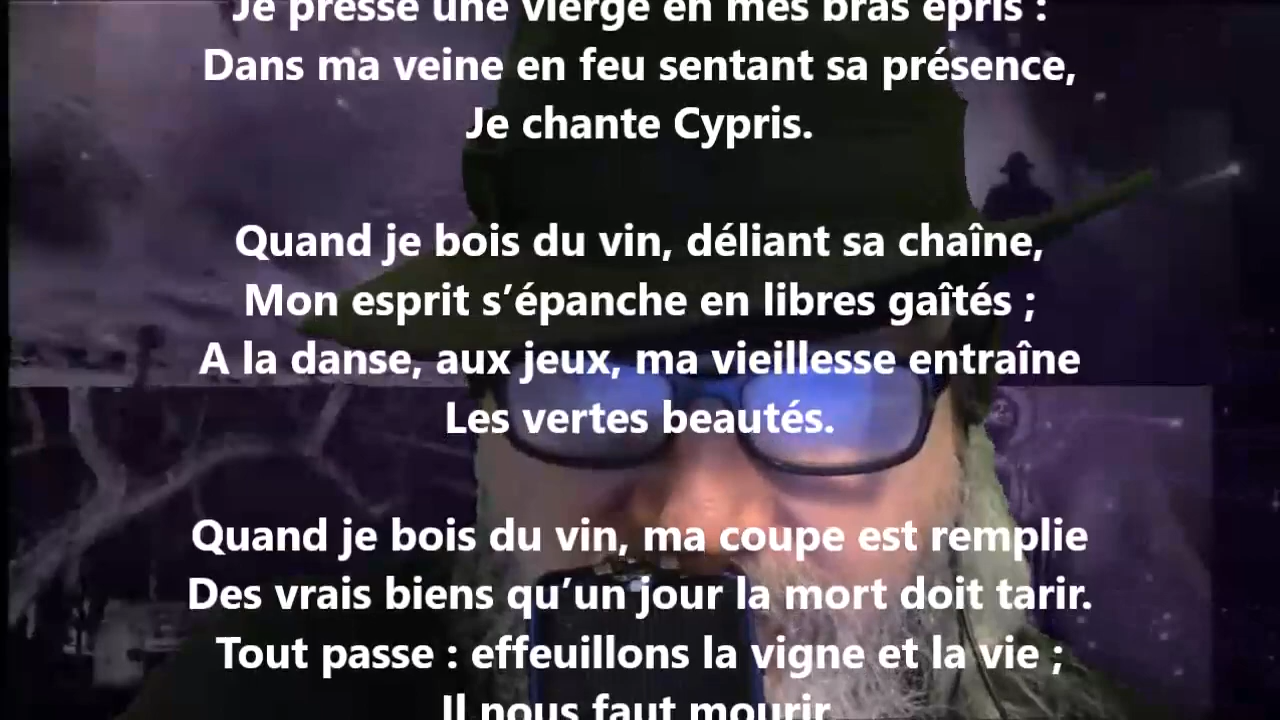 Je presse une vierge en mes bras épris :
Dans ma veine en feu sentant sa présence,
Je chante Cypris.
Quand je bois du vin, déliant sa chaîne,
Mon esprit s’épanche en libres gaîtés ;
A la danse, aux jeux, ma vieillesse entraîne
Les vertes beautés.
Quand je bois du vin, ma coupe est remplie
Des vrais biens qu’un jour la mort doit tarir.
Tout passe : effeuillons la vigne et la vie ;
Il nous faut mourir